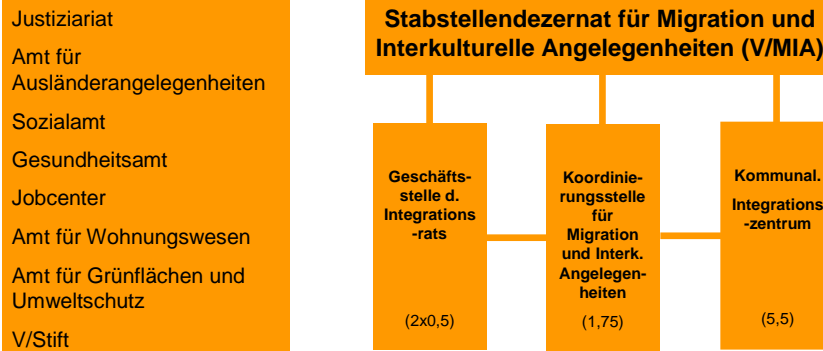 Justiziariat
Amt für
Ausländerangelegenheiten
Sozialamt
Gesundheitsamt
Jobcenter
Amt für Wohnungswesen
Amt für Grünflächen und
Umweltschutz
V/Stift
Stabstellendezernat für Migration und
Interkulturelle Angelegenheiten (V/MIA)
Geschäfts-
stelle d.
Integrations
-rats
(2x0,5)
Koordinie-
rungsstelle
für
Migration
und Interk.
Angelegen-
heiten
(1,75)
Kommunal.
Integrations
-zentrum
(5,5)